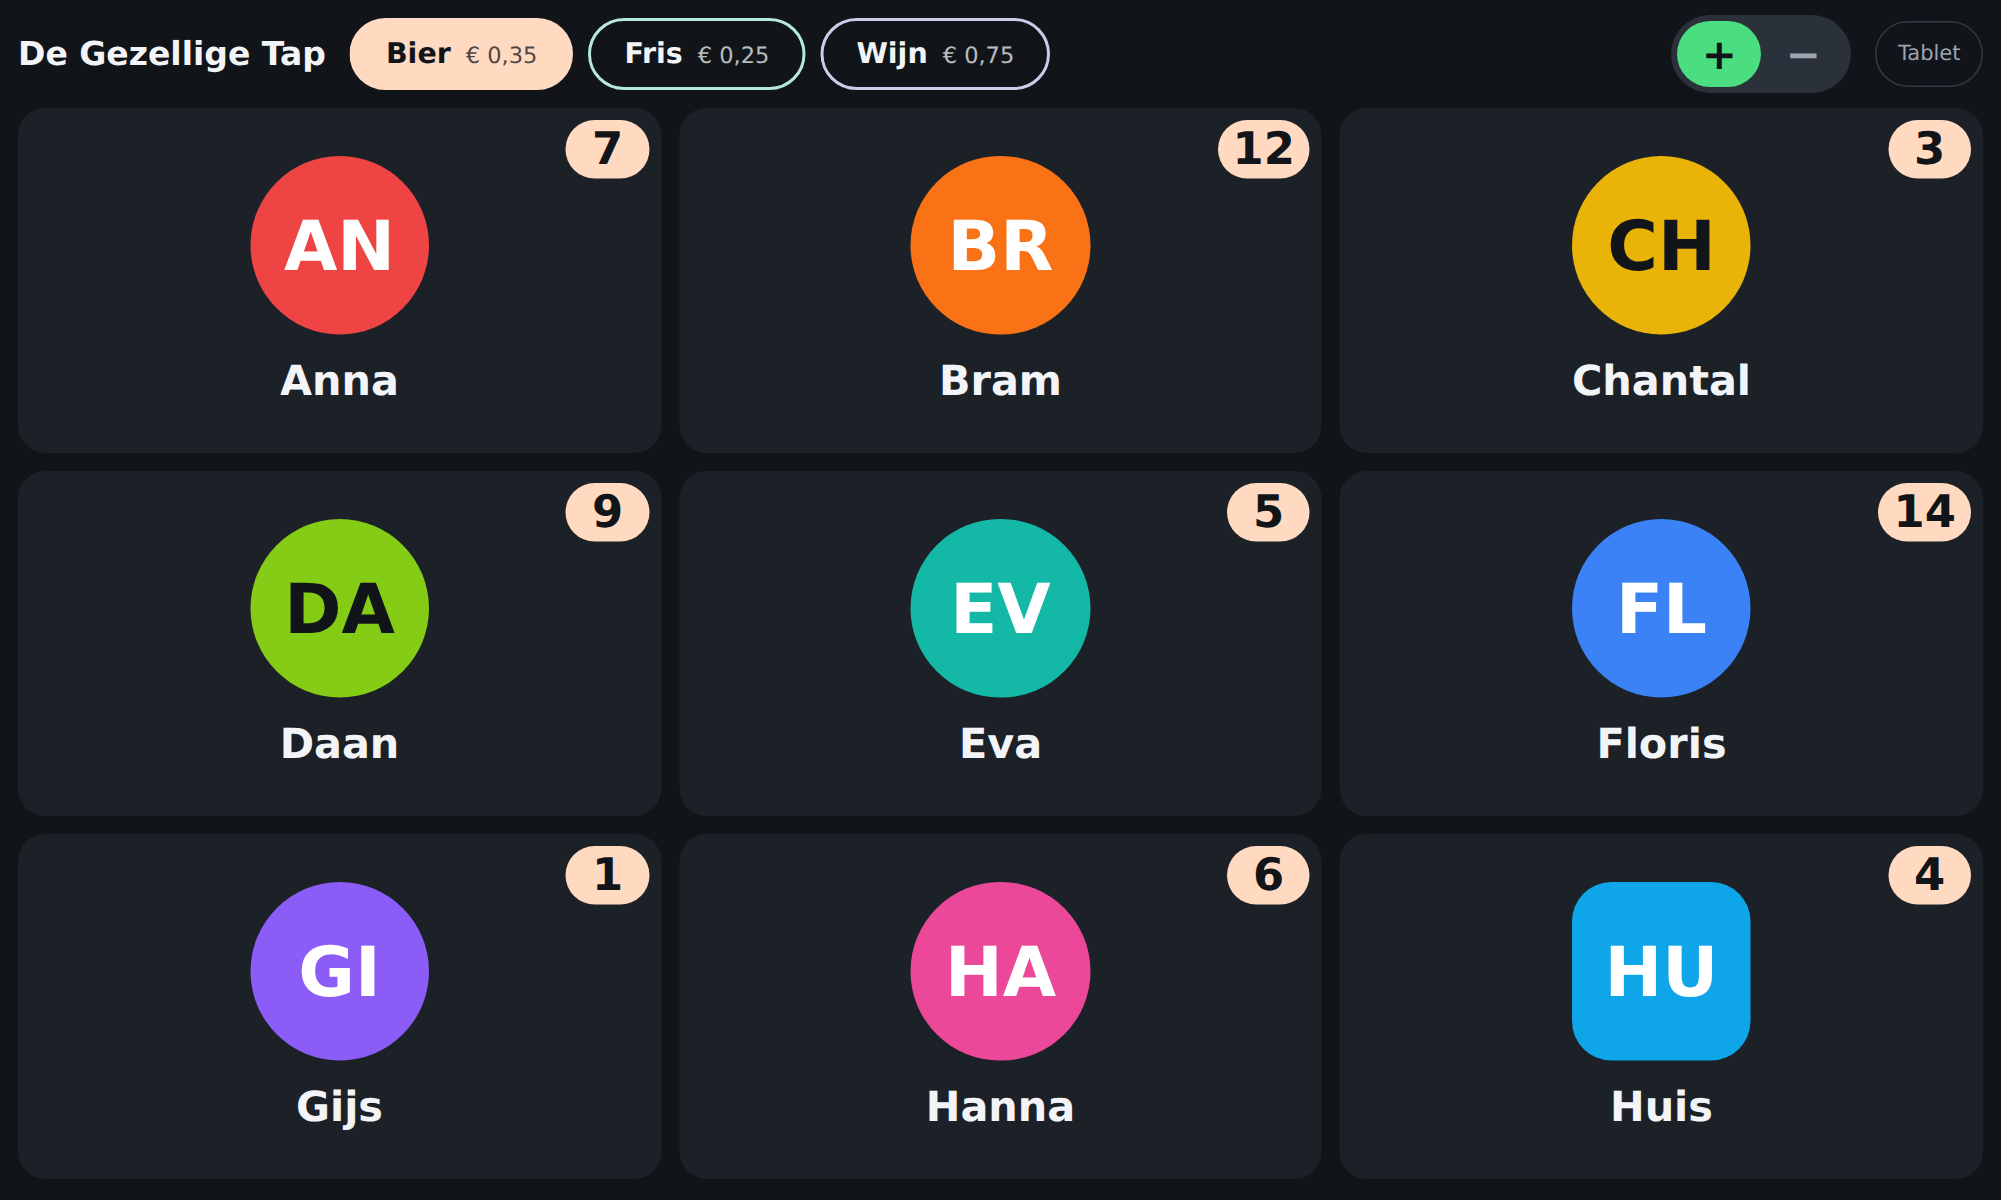 De Gezellige Tap
Bier € 0,35
Fris € 0,25
Wijn € 0,75
+ −
Tablet
7
AN
Anna
12
BR
Bram
3
CH
Chantal
9
DA
Daan
5
EV
Eva
14
FL
Floris
1
GI
Gijs
6
HA
Hanna
4
HU
Huis